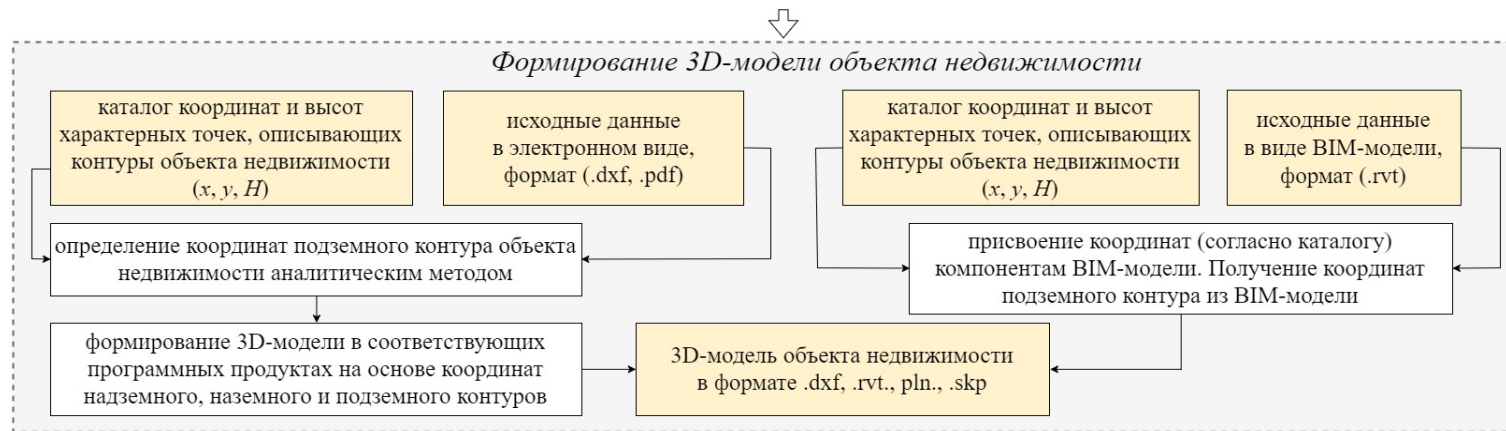 Формирование 3D-модели объекта недвижимости
каталог координат и высот
характерных точек, описывающих
контуры объекта недвижимости
(x, y, H)
исходные данные
в электронном виде,
формат (.dxf, .pdf)
каталог координат и высот
характерных точек, описывающих
контуры объекта недвижимости
(x, y, H)
исходные данные
в виде BIM-модели,
формат (.rvt)
определение координат подземного контура объекта
недвижимости аналитическим методом
присвоение координат (согласно каталогу)
компонентам BIM-модели. Получение координат
подземного контура из BIM-модели
формирование 3D-модели в соответствующих
программных продуктах на основе координат
надземного, наземного и подземного контуров
3D-модель объекта недвижимости
в формате .dxf, .rvt., pln., .skp